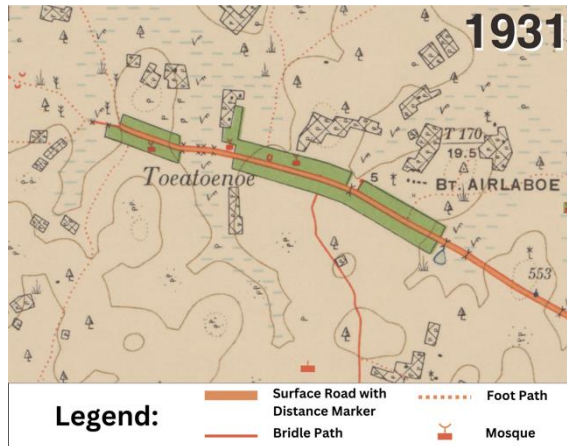 1931
T 170
19.5
Toeatoenoe
5
BT. AIRLABOE
553
Legend:
Surface Road with
Distance Marker
Foot Path
Bridle Path
Mosque